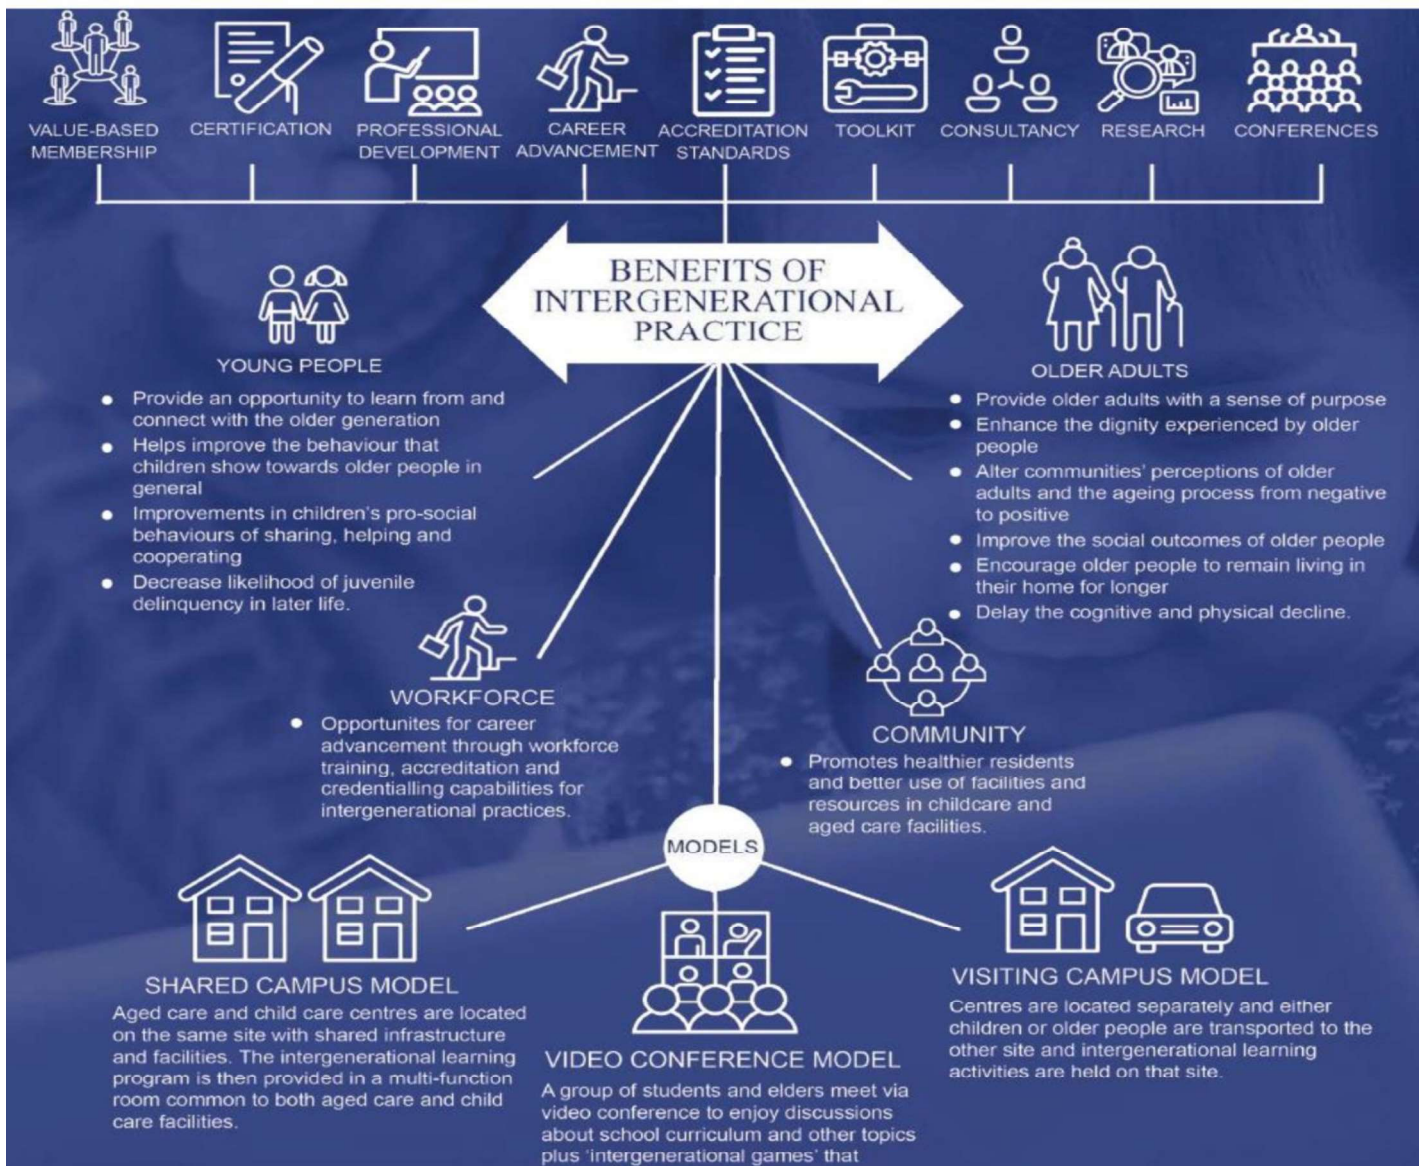 VALUE-BASED
MEMBERSHIP
CERTIFICATION
PROFESSIONAL
DEVELOPMENT
CAREER
ADVANCEMENT
ACCREDITATION
STANDARDS
TOOLKIT
CONSULTANCY
RESEARCH
CONFERENCES
BENEFITS OF
INTERGENERATIONAL
PRACTICE
YOUNG PEOPLE
• Provide an opportunity to learn from and
connect with the older generation
• Helps improve the behaviour that
children show towards older people in
general
• Improvements in children's pro-social
behaviours of sharing, helping and
cooperating
• Decrease likelihood of juvenile
delinquency in later life.
OLDER ADULTS
• Provide older adults with a sense of purpose
• Enhance the dignity experienced by older
people
• Alter communities' perceptions of older
adults and the ageing process from negative
to positive
• Improve the social outcomes of older people
• Encourage older people to remain living in
their home for longer
• Delay the cognitive and physical decline.
WORKFORCE
• Opportunites for career
advancement through workforce
training, accreditation and
credentialling capabilities for
intergenerational practices.
COMMUNITY
• Promotes healthier residents
and better use of facilities and
resources in childcare and
aged care facilities.
MODELS
SHARED CAMPUS MODEL
Aged care and child care centres are located
on the same site with shared infrastructure
and facilities. The intergenerational learning
program is then provided in a multi-function
room common to both aged care and child
care facilities.
VIDEO CONFERENCE MODEL
A group of students and elders meet via
video conference to enjoy discussions
about school curriculum and other topics
plus 'intergenerational games' that
VISITING CAMPUS MODEL
Centres are located separately and either
children or older people are transported to the
other site and intergenerational learning
activities are held on that site.